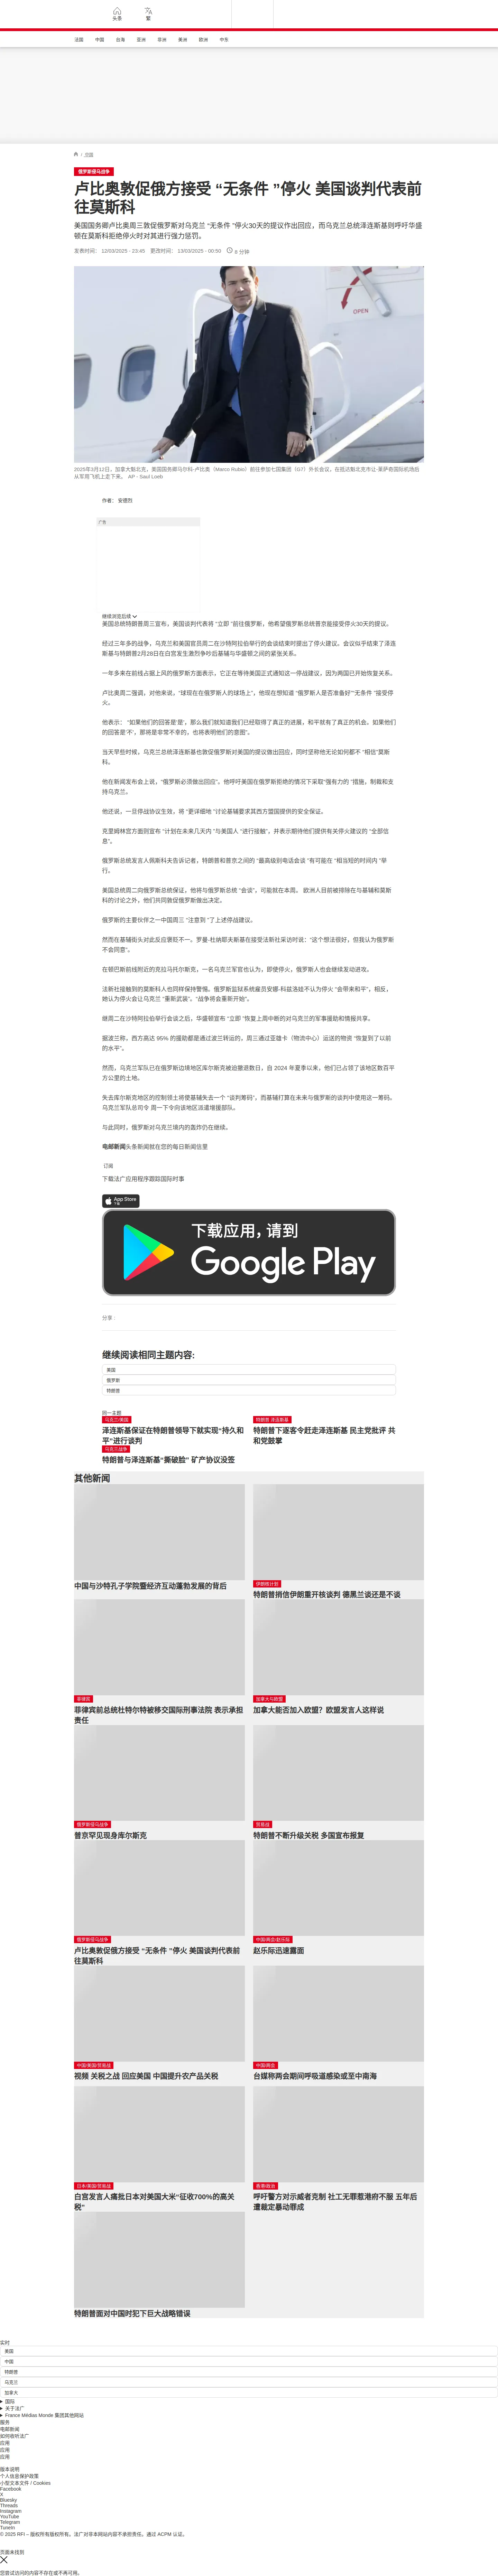 头条
繁
法国
中国
台海
亚洲
非洲
美洲
欧洲
中东
/ 中国
俄罗斯侵乌战争
卢比奥敦促俄方接受 “无条件 ”停火 美国谈判代表前往莫斯科
美国国务卿卢比奥周三敦促俄罗斯对乌克兰 “无条件 ”停火30天的提议作出回应，而乌克兰总统泽连斯基则呼吁华盛顿在莫斯科拒绝停火时对其进行强力惩罚。
发表时间： 12/03/2025 - 23:45 更改时间： 13/03/2025 - 00:50 8 分钟
OPEN
2025年3月12日，加拿大魁北克，美国国务卿马尔科-卢比奥（Marco Rubio）前往参加七国集团（G7）外长会议，在抵达魁北克市让-莱萨奇国际机场后从军用飞机上走下来。 AP - Saul Loeb
作者： 安德烈
广告
继续浏览后续
美国总统特朗普周三宣布，美国谈判代表将 “立即 ”前往俄罗斯，他希望俄罗斯总统普京能接受停火30天的提议。
经过三年多的战争，乌克兰和美国官员周二在沙特阿拉伯举行的会谈结束时提出了停火建议。会议似乎结束了泽连斯基与特朗普2月28日在白宫发生激烈争吵后基辅与华盛顿之间的紧张关系。
一年多来在前线占据上风的俄罗斯方面表示，它正在等待美国正式通知这一停战建议，因为两国已开始恢复关系。
卢比奥周二强调，对他来说，“球现在在俄罗斯人的球场上”，他现在想知道 “俄罗斯人是否准备好”“无条件 ”接受停火。
他表示： “如果他们的回答是‘是’，那么我们就知道我们已经取得了真正的进展，和平就有了真正的机会。如果他们的回答是‘不’，那将是非常不幸的，也将表明他们的意图”。
当天早些时候，乌克兰总统泽连斯基也敦促俄罗斯对美国的提议做出回应，同时坚称他无论如何都不 “相信”莫斯科。
他在新闻发布会上说，“俄罗斯必须做出回应”。他呼吁美国在俄罗斯拒绝的情况下采取“强有力的 ”措施，制裁和支持乌克兰。
他还说，一旦停战协议生效，将 “更详细地 ”讨论基辅要求其西方盟国提供的安全保证。
克里姆林宫方面则宣布 “计划在未来几天内 ”与美国人 “进行接触”，并表示期待他们提供有关停火建议的 “全部信息”。
俄罗斯总统发言人佩斯科夫告诉记者，特朗普和普京之间的 “最高级别电话会谈 ”有可能在 “相当短的时间内 ”举行。
美国总统周二向俄罗斯总统保证，他将与俄罗斯总统 “会谈”，可能就在本周。 欧洲人目前被排除在与基辅和莫斯科的讨论之外，他们共同敦促俄罗斯做出决定。
俄罗斯的主要伙伴之一中国周三 “注意到 ”了上述停战建议。
然而在基辅街头对此反应褒贬不一。罗曼-杜纳耶夫斯基在接受法新社采访时说：‘这个想法很好，但我认为俄罗斯不会同意”。
在顿巴斯前线附近的克拉马托尔斯克，一名乌克兰军官也认为，即使停火，俄罗斯人也会继续发动进攻。
法新社接触到的莫斯科人也同样保持警惕。俄罗斯监狱系统雇员安娜-科兹洛娃不认为停火 “会带来和平”，相反，她认为停火会让乌克兰 “重新武装”。“战争将会重新开始”。
继周二在沙特阿拉伯举行会谈之后，华盛顿宣布 “立即 ”恢复上周中断的对乌克兰的军事援助和情报共享。
据波兰称，西方高达 95% 的援助都是通过波兰转运的，周三通过亚雄卡（物流中心）运送的物资 “恢复到了以前的水平”。
然而，乌克兰军队已在俄罗斯边境地区库尔斯克被迫撤退数日，自 2024 年夏季以来，他们已占领了该地区数百平方公里的土地。
失去库尔斯克地区的控制领土将使基辅失去一个 “谈判筹码”，而基辅打算在未来与俄罗斯的谈判中使用这一筹码。乌克兰军队总司令 周一下令向该地区派遣增援部队。
与此同时，俄罗斯对乌克兰境内的轰炸仍在继续。
电邮新闻头条新闻就在您的每日新闻信里
订阅
下载法广应用程序跟踪国际时事
App Store
下载
下载应用，请到
Google Play
分享 :
继续阅读相同主题内容:
美国
俄罗斯
特朗普
同一主题
乌克兰/美国
泽连斯基保证在特朗普领导下就实现“持久和平”进行谈判
特朗普 泽连斯基
特朗普下逐客令赶走泽连斯基 民主党批评 共和党鼓掌
乌克兰战争
特朗普与泽连斯基“撕破脸” 矿产协议没签
其他新闻
中国与沙特孔子学院暨经济互动蓬勃发展的背后
伊朗核计划
特朗普捎信伊朗重开核谈判 德黑兰谈还是不谈
菲律宾
菲律宾前总统杜特尔特被移交国际刑事法院 表示承担责任
加拿大与欧盟
加拿大能否加入欧盟？欧盟发言人这样说
俄罗斯侵乌战争
普京罕见现身库尔斯克
贸易战
特朗普不断升级关税 多国宣布报复
俄罗斯侵乌战争
卢比奥敦促俄方接受 “无条件 ”停火 美国谈判代表前往莫斯科
中国/两会/赵乐际
赵乐际迅速露面
中国/美国/贸易战
视频 关税之战 回应美国 中国提升农产品关税
中国/两会
台媒称两会期间呼吸道感染或至中南海
日本/美国/贸易战
白宫发言人痛批日本对美国大米“征收700%的高关税”
香港/政治
呼吁警方对示威者克制 社工无罪惹港府不服 五年后遭裁定暴动罪成
特朗普面对中国时犯下巨大战略错误
实时
美国
中国
特朗普
乌克兰
加拿大
国际
关于法广
France Médias Monde 集团其他网站
服务
电邮新闻
如何收听法广
应用
应用
应用
版本说明
个人信息保护政策
小型文本文件 / Cookies
Facebook
X
Bluesky
Threads
Instagram
YouTube
Telegram
TuneIn
© 2025 RFI – 版权所有版权所有。法广对非本网站内容不承担责任。通过 ACPM 认证。
页面未找到
您尝试访问的内容不存在或不再可用。